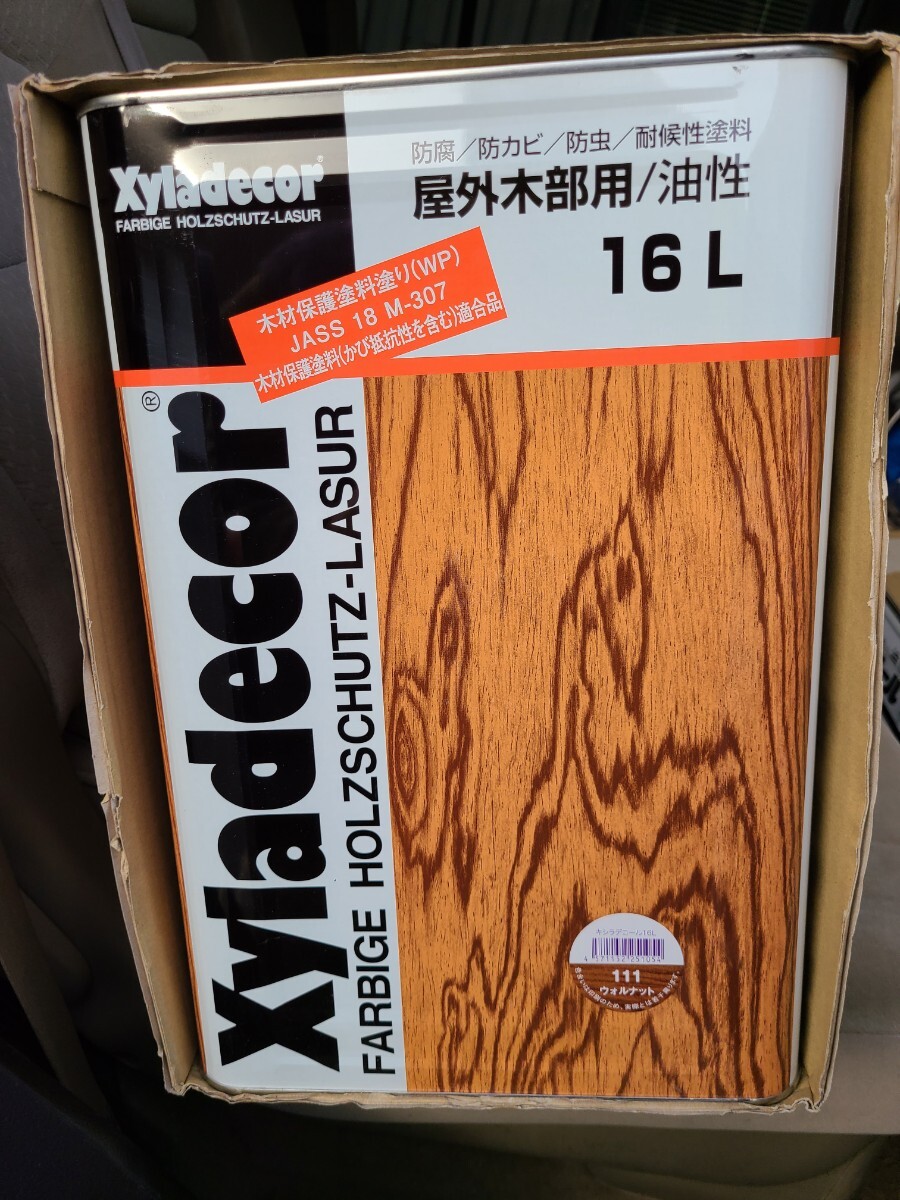 Xyladecor®
FARBIGE HOLZSCHUTZ-LASUR
防腐／防カビ／防虫／耐候性塗料
屋外木部用/油性
16L
木材保護塗料塗り(WP)
JASS 18 M-307
木材保護塗料(かび抵抗性を含む)適合品
Xyladecor®
FARBIGE HOLZSCHUTZ-LASUR
111
ウォルナット